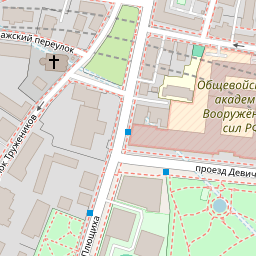 ажский переулок
Общевойс
академ
Вооружен
сил РФ
ок Тружеников
проезд Девич
Плющиха